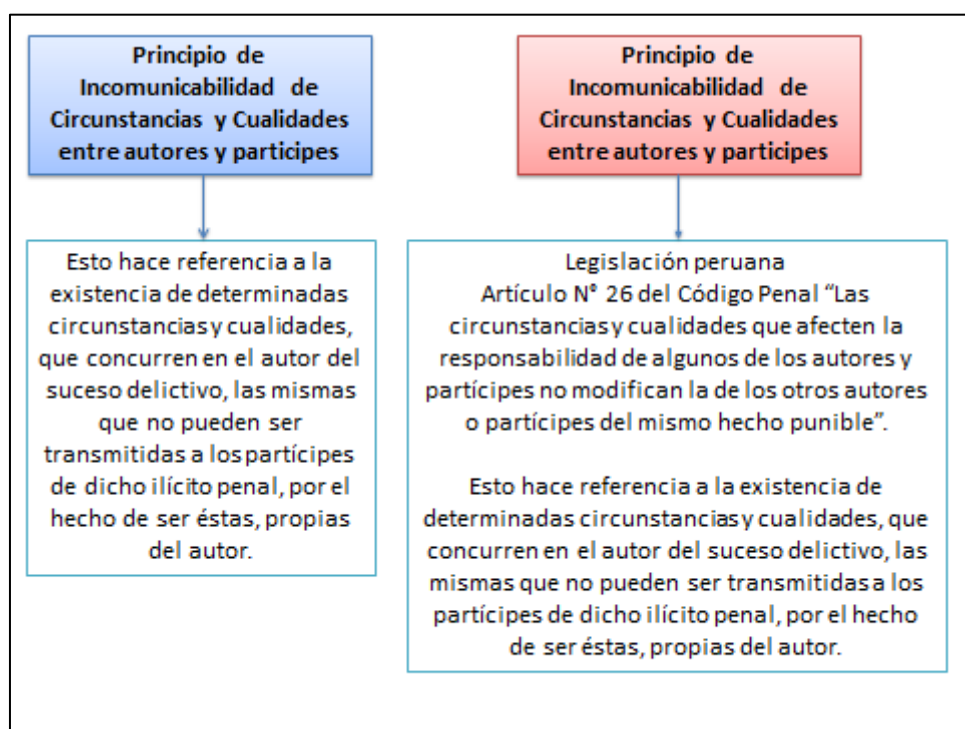 Principio de
Incomunicabilidad de
Circunstancias y Cualidades
entre autores y participes
Esto hace referencia a la
existencia de determinadas
circunstancias y cualidades,
que concurren en el autor del
suceso delictivo, las mismas
que no pueden ser
transmitidas a los partícipes
de dicho ilícito penal, por el
hecho de ser éstas, propias
del autor.
Principio de
Incomunicabilidad de
Circunstancias y Cualidades
entre autores y participes
Legislación peruana
Artículo N° 26 del Código Penal “Las
circunstancias y cualidades que afecten la
responsabilidad de algunos de los autores y
partícipes no modifican la de los otros autores
o partícipes del mismo hecho punible”.
Esto hace referencia a la existencia de
determinadas circunstancias y cualidades, que
concurren en el autor del suceso delictivo, las
mismas que no pueden ser transmitidas a los
partícipes de dicho ilícito penal, por el hecho
de ser éstas, propias del autor.